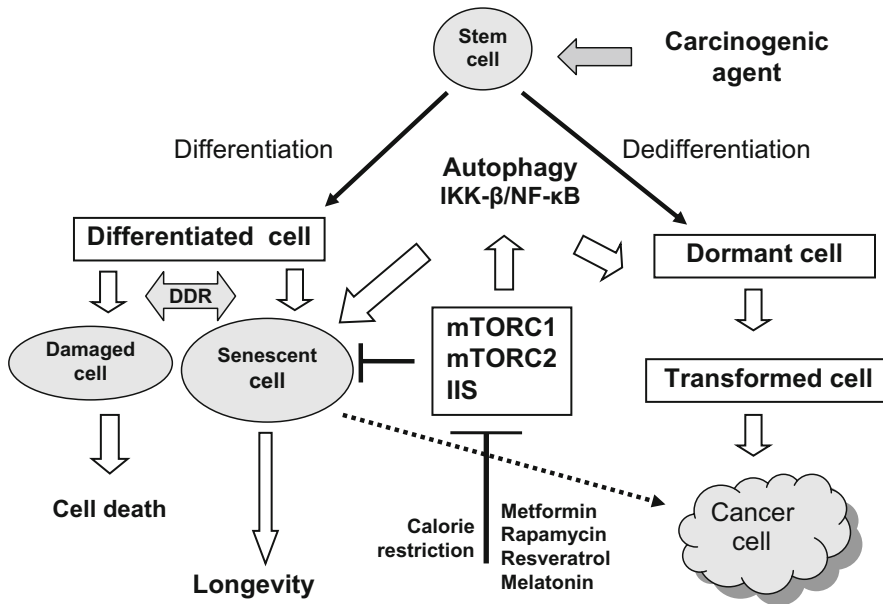 Stem
cell
Carcinogenic
agent
Differentiation
Dedifferentiation
Autophagy
IKK-β/NF-κB
Differentiated cell
Dormant cell
DDR
Damaged
cell
Senescent
cell
mTORC1
mTORC2
IIS
Transformed cell
Cell death
Longevity
Calorie
restriction
Metformin
Rapamycin
Resveratrol
Melatonin
Cancer
cell